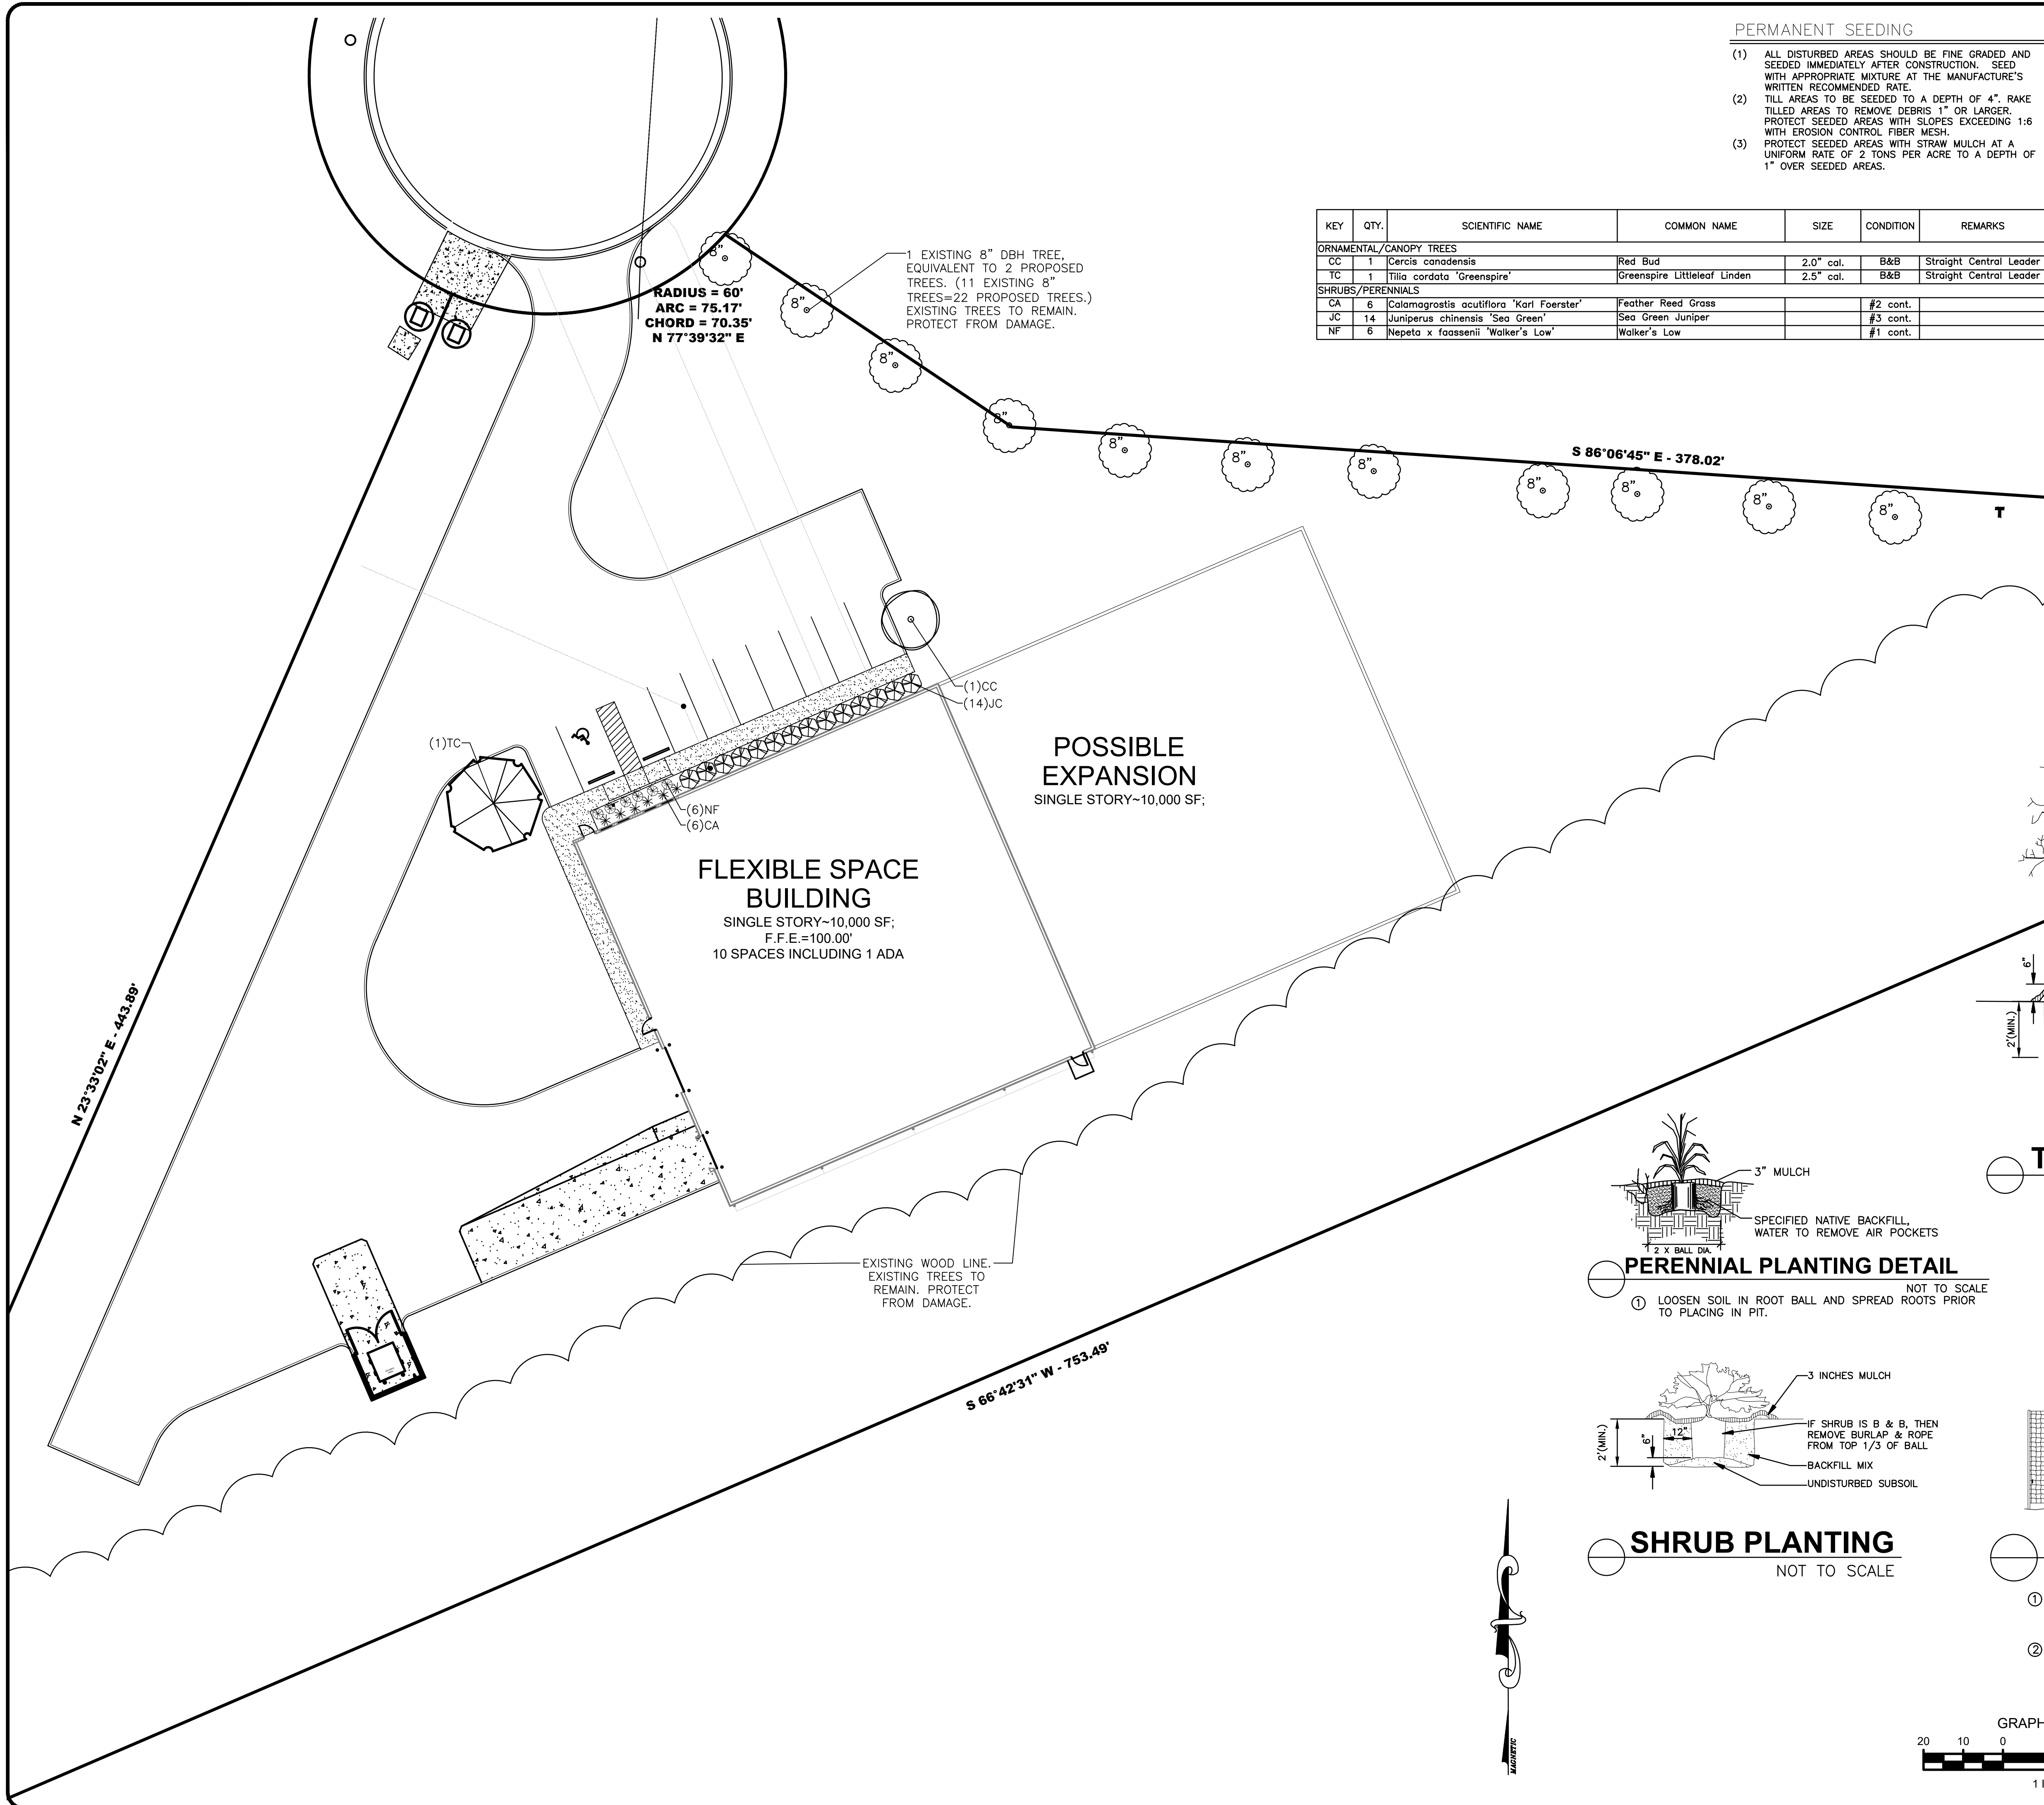 PERMANENT SEEDING
(1) ALL DISTURBED AREAS SHOULD BE FINE GRADED AND
SEEDED IMMEDIATELY AFTER CONSTRUCTION. SEED
WITH APPROPRIATE MIXTURE AT THE MANUFACTURE'S
WRITTEN RECOMMENDED RATE.
(2) TILL AREAS TO BE SEEDED TO A DEPTH OF 4". RAKE
TILLED AREAS TO REMOVE DEBRIS 1" OR LARGER.
PROTECT SEEDED AREAS WITH SLOPES EXCEEDING 1:6
WITH EROSION CONTROL FIBER MESH.
(3) PROTECT SEEDED AREAS WITH STRAW MULCH AT A
UNIFORM RATE OF 2 TONS PER ACRE TO A DEPTH OF
1" OVER SEEDED AREAS.
KEY QTY. SCIENTIFIC NAME COMMON NAME SIZE CONDITION REMARKS
ORNAMENTAL/CANOPY TREES
CC 1 Cercis canadensis Red Bud 2.0" cal. B&B Straight Central Leader
TC 1 Tilia cordata 'Greenspire' Greenspire Littleleaf Linden 2.5" cal. B&B Straight Central Leader
SHRUBS/PERENNIALS
CA 6 Calamagrostis acutiflora 'Karl Foerster' Feather Reed Grass #2 cont.
JC 14 Juniperus chinensis 'Sea Green' Sea Green Juniper #3 cont.
NF 6 Nepeta x faassenii 'Walker's Low' Walker's Low #1 cont.
1 EXISTING 8" DBH TREE,
EQUIVALENT TO 2 PROPOSED
TREES. (11 EXISTING 8"
TREES=22 PROPOSED TREES.)
EXISTING TREES TO REMAIN.
PROTECT FROM DAMAGE.
RADIUS = 60'
ARC = 75.17'
CHORD = 70.35'
N 77°39'32" E
8"
8"
8"
8"
8"
8"
8"
8"
8"
8"
8"
S 86°06'45" E - 378.02'
T
(1)CC
(14)JC
(1)TC
(6)NF
(6)CA
POSSIBLE
EXPANSION
SINGLE STORY~10,000 SF;
FLEXIBLE SPACE
BUILDING
SINGLE STORY~10,000 SF;
F.F.E.=100.00'
10 SPACES INCLUDING 1 ADA
N 23°33'02" E - 443.89'
EXISTING WOOD LINE.
EXISTING TREES TO
REMAIN. PROTECT
FROM DAMAGE.
S 66°42'31" W - 753.49'
6"
2'(MIN.)
T
3" MULCH
SPECIFIED NATIVE BACKFILL,
WATER TO REMOVE AIR POCKETS
2 X BALL DIA.
PERENNIAL PLANTING DETAIL
NOT TO SCALE
1 LOOSEN SOIL IN ROOT BALL AND SPREAD ROOTS PRIOR
TO PLACING IN PIT.
3 INCHES MULCH
IF SHRUB IS B & B, THEN
REMOVE BURLAP & ROPE
FROM TOP 1/3 OF BALL
BACKFILL MIX
UNDISTURBED SUBSOIL
2'(MIN.)
6"
12"
SHRUB PLANTING
NOT TO SCALE
1
2
MAGNETIC
GRAPH
20 10 0
1 I